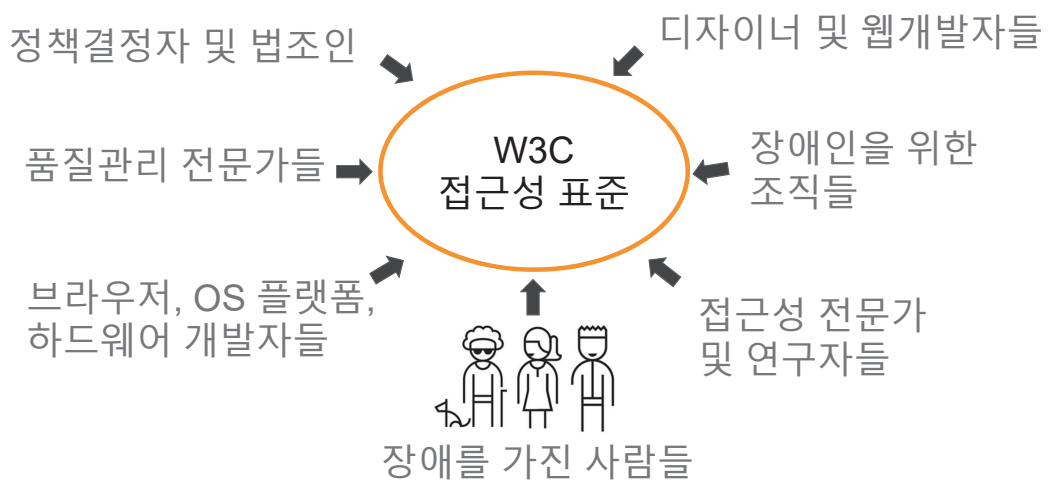 정책결정자 및 법조인
디자이너 및 웹개발자들
품질관리 전문가들
W3C
접근성 표준
장애인을 위한
조직들
브라우저, OS 플랫폼,
하드웨어 개발자들
접근성 전문가
및 연구자들
장애를 가진 사람들